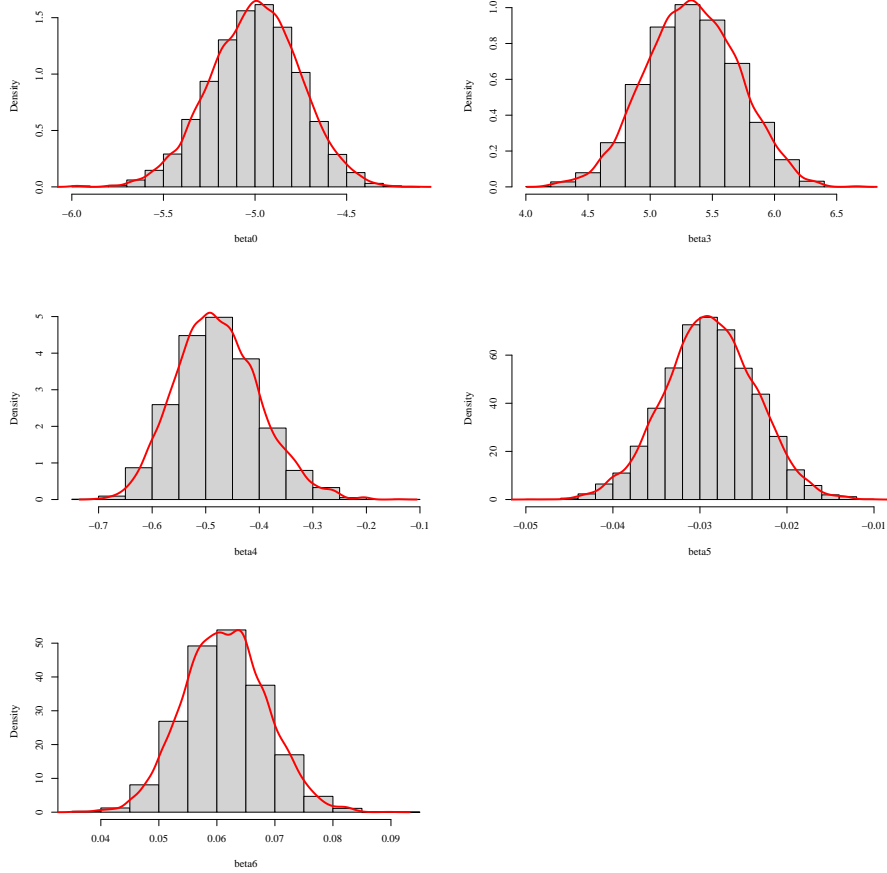 Density
0.0 0.5 1.0 1.5
−6.0 −5.5 −5.0 −4.5
beta0
Density
0.0 0.2 0.4 0.6 0.8 1.0
4.0 4.5 5.0 5.5 6.0 6.5
beta3
Density
0 1 2 3 4 5
−0.7 −0.6 −0.5 −0.4 −0.3 −0.2 −0.1
beta4
Density
0 20 40 60
−0.05 −0.04 −0.03 −0.02 −0.01
beta5
Density
0 10 20 30 40 50
0.04 0.05 0.06 0.07 0.08 0.09
beta6